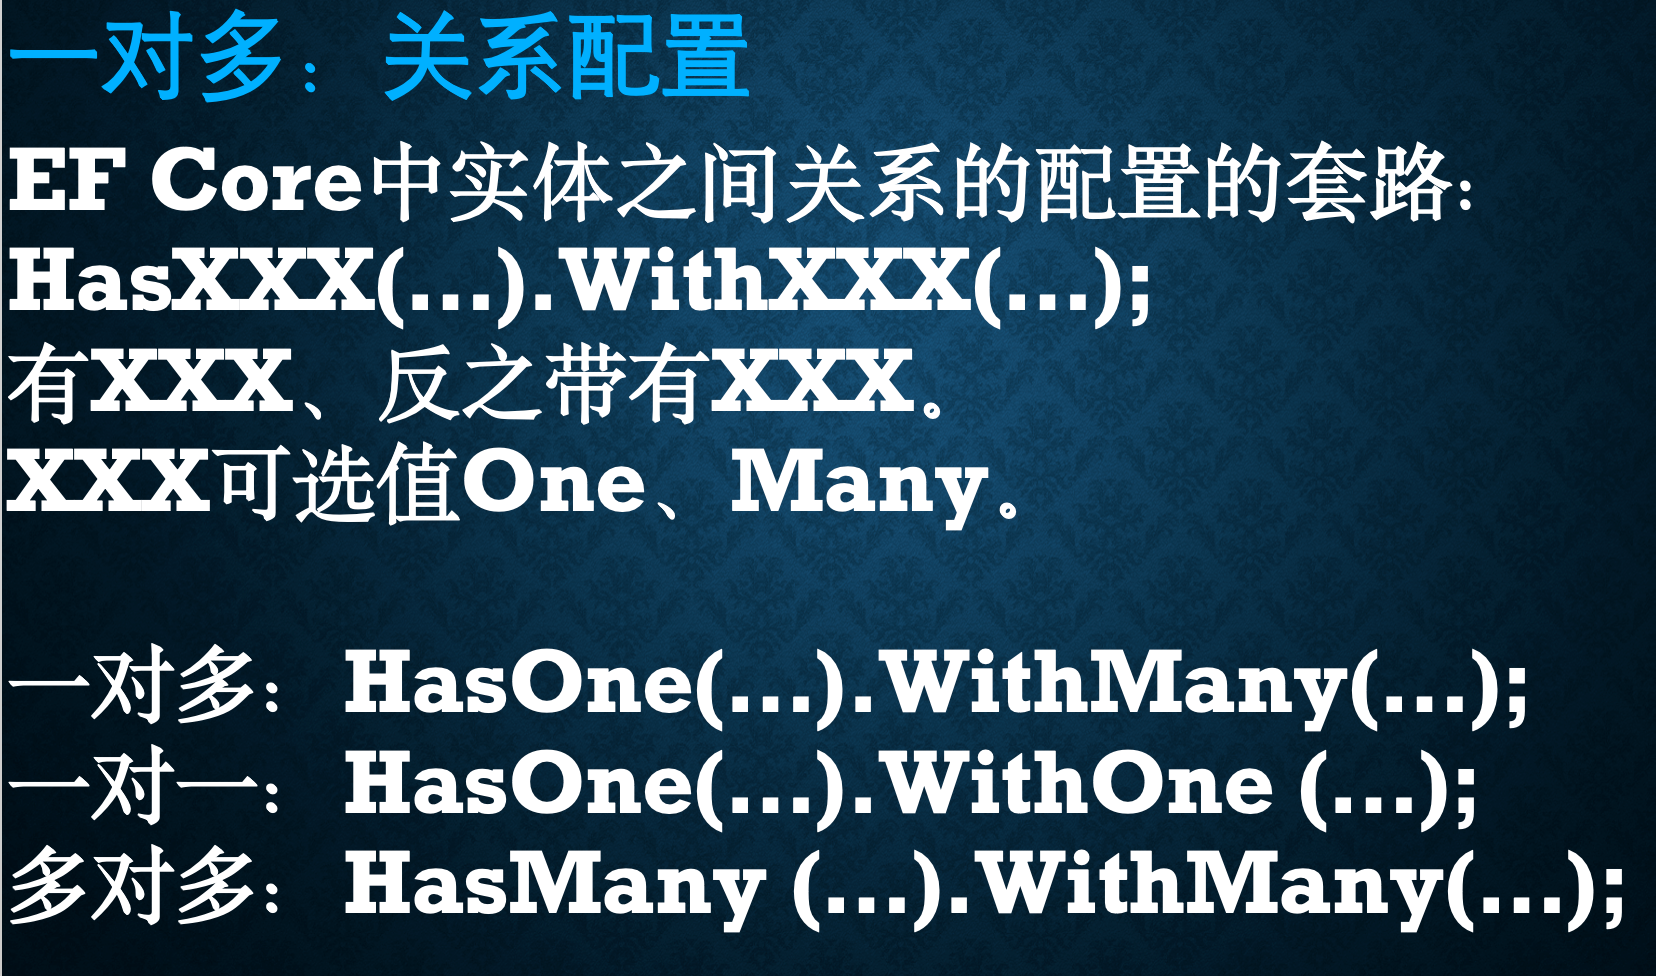 一对多：关系配置
EF Core中实体之间关系的配置的套路：
HasXXX(...).WithXXX(...);
有XXX、反之带有XXX。
XXX可选值One、Many。
一对多： HasOne(...).WithMany(...);
一对一： HasOne(...).WithOne (...);
多对多： HasMany (...).WithMany(...);